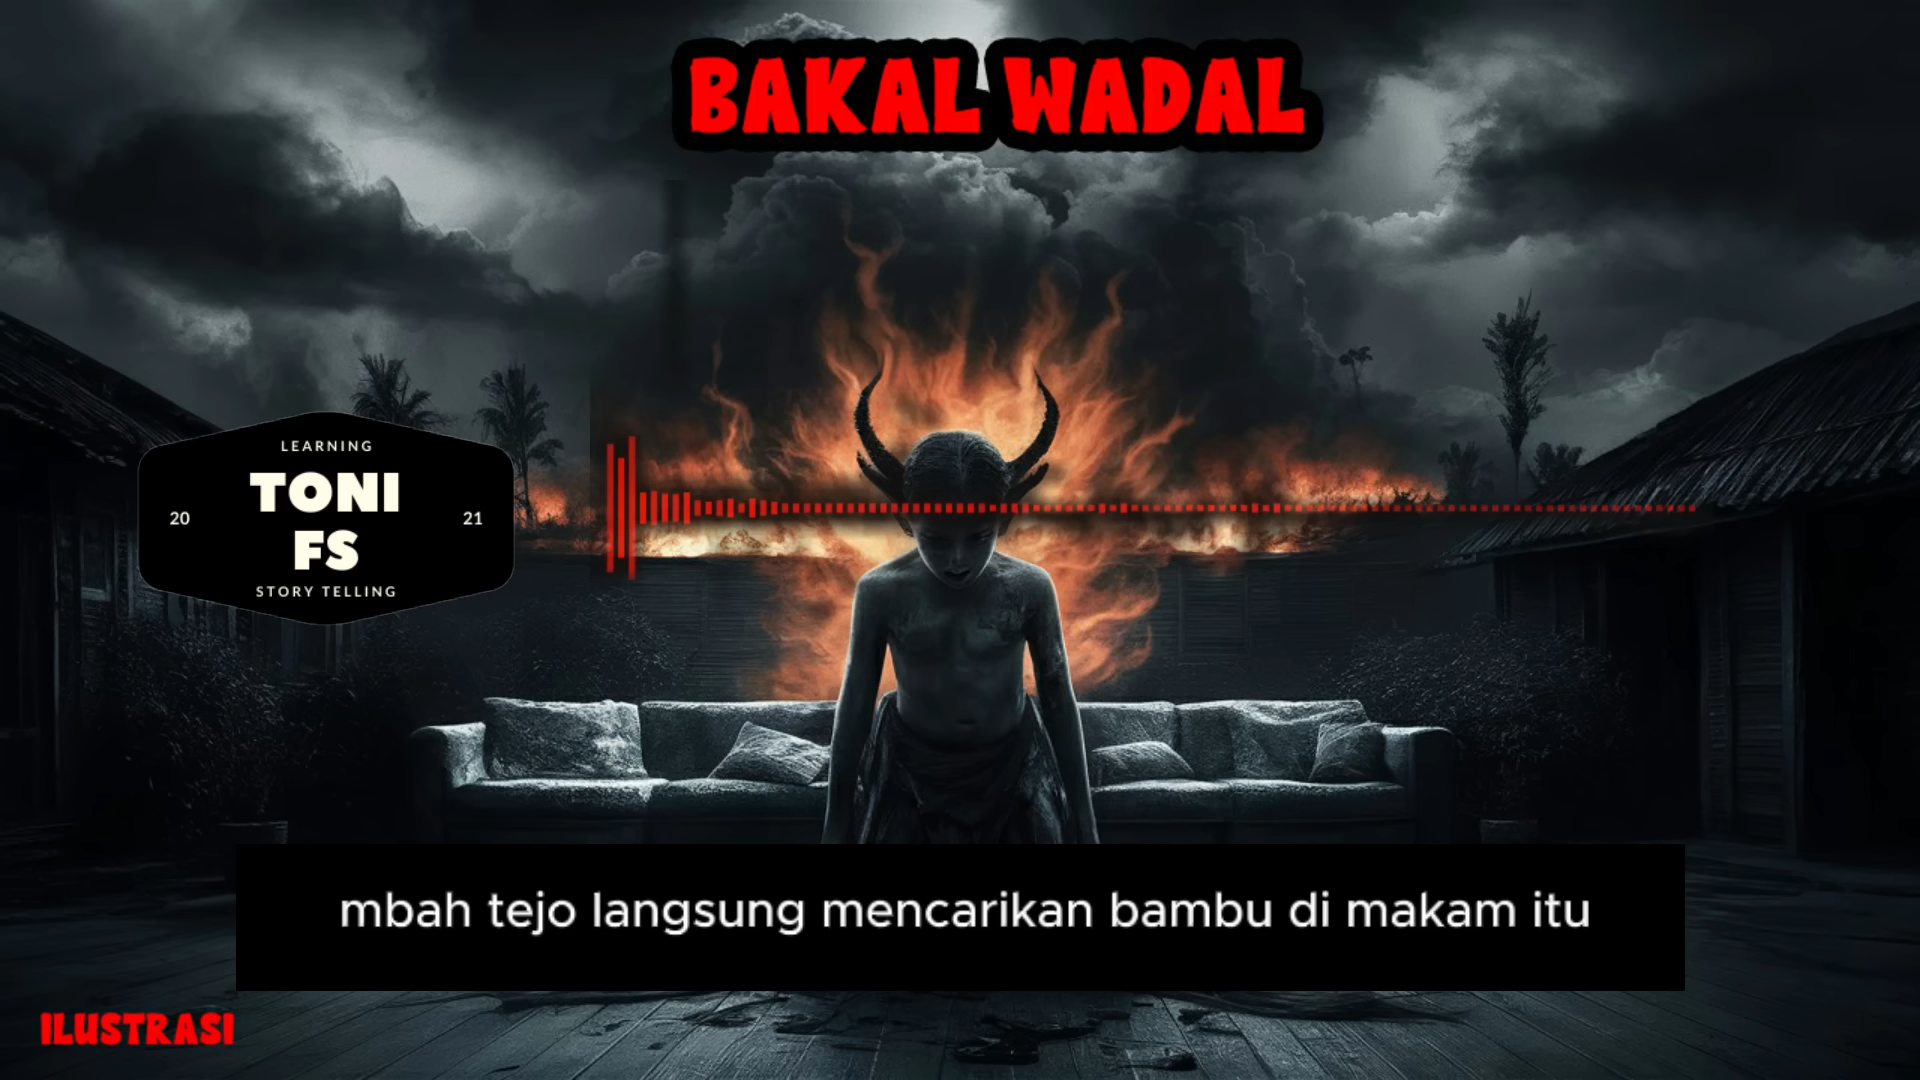 BAKAL WADAL
LEARNING
TONI
FS
20
21
STORY TELLING
mbah tejo langsung mencarikan bambu di makam itu
ILUSTRASI